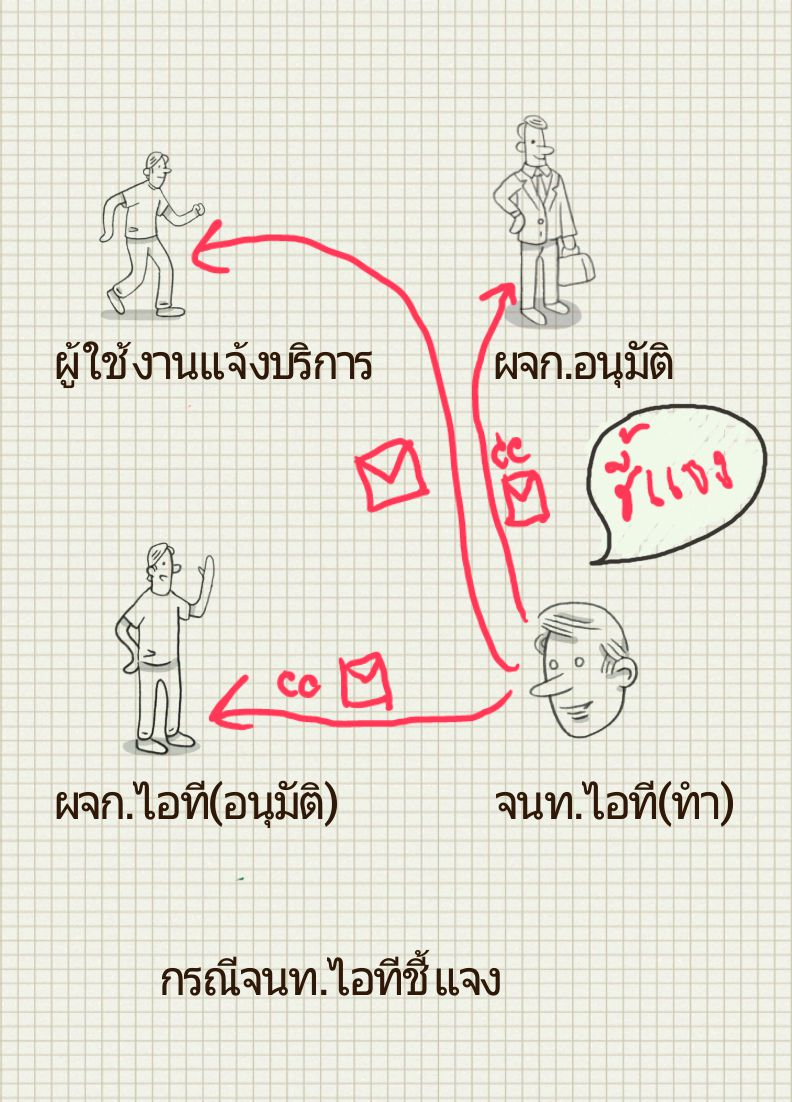 ผู้ใช้งานแจ้งบริการ
ผจก.อนุมัติ
cc
ชี้แจง
cc
ผจก.ไอที(อนุมัติ)
จนท.ไอที(ทำ)
กรณีจนท.ไอทีชี้แจง